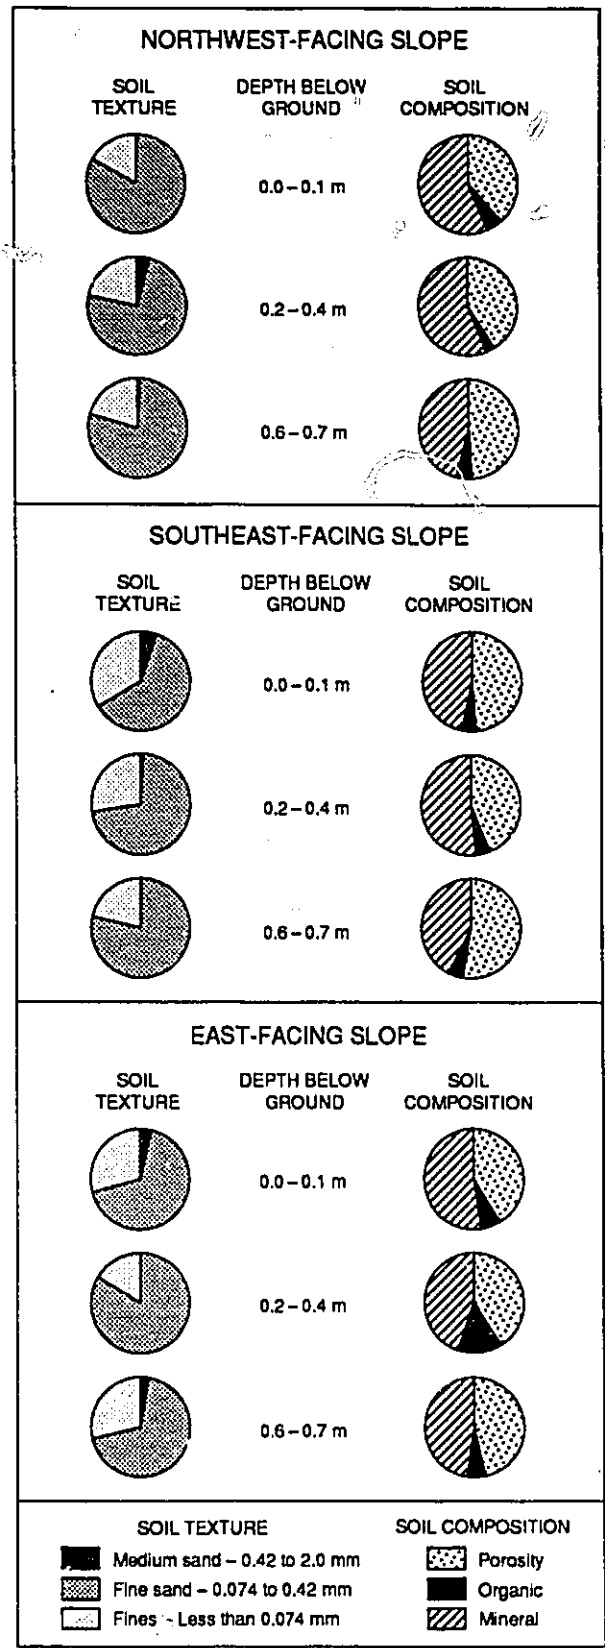 NORTHWEST-FACING SLOPE
SOIL TEXTURE
DEPTH BELOW GROUND
SOIL COMPOSITION
0.0 – 0.1 m
0.2 – 0.4 m
0.6 – 0.7 m
SOUTHEAST-FACING SLOPE
SOIL TEXTURE
DEPTH BELOW GROUND
SOIL COMPOSITION
0.0 – 0.1 m
0.2 – 0.4 m
0.6 – 0.7 m
EAST-FACING SLOPE
SOIL TEXTURE
DEPTH BELOW GROUND
SOIL COMPOSITION
0.0 – 0.1 m
0.2 – 0.4 m
0.6 – 0.7 m
SOIL TEXTURE
Medium sand – 0.42 to 2.0 mm
Fine sand – 0.074 to 0.42 mm
Fines – Less than 0.074 mm
SOIL COMPOSITION
Porosity
Organic
Mineral